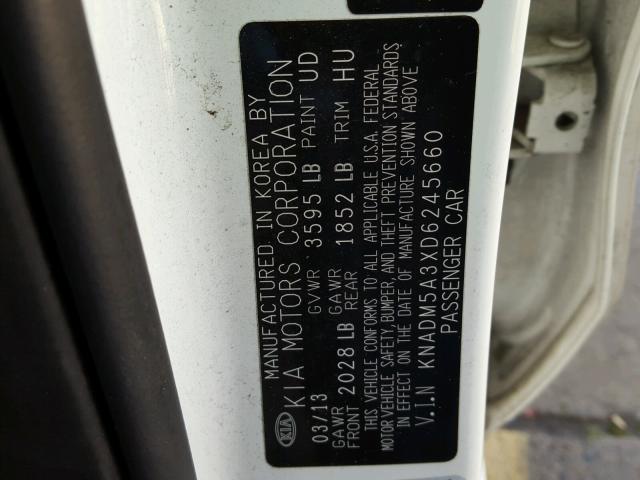 MANUFACTURED IN KOREA BY
KIA KIA MOTORS CORPORATION
03/13 GVWR 3595 LB PAINT UD
GAWR FRONT 2028 LB GAWR REAR 1852 LB TRIM HU
THIS VEHICLE CONFORMS TO ALL APPLICABLE U.S.A. FEDERAL
MOTOR VEHICLE SAFETY, BUMPER, AND THEFT PREVENTION STANDARDS
IN EFFECT ON THE DATE OF MANUFACTURE SHOWN ABOVE
V.I.N KNADM5A3XD6245660
PASSENGER CAR